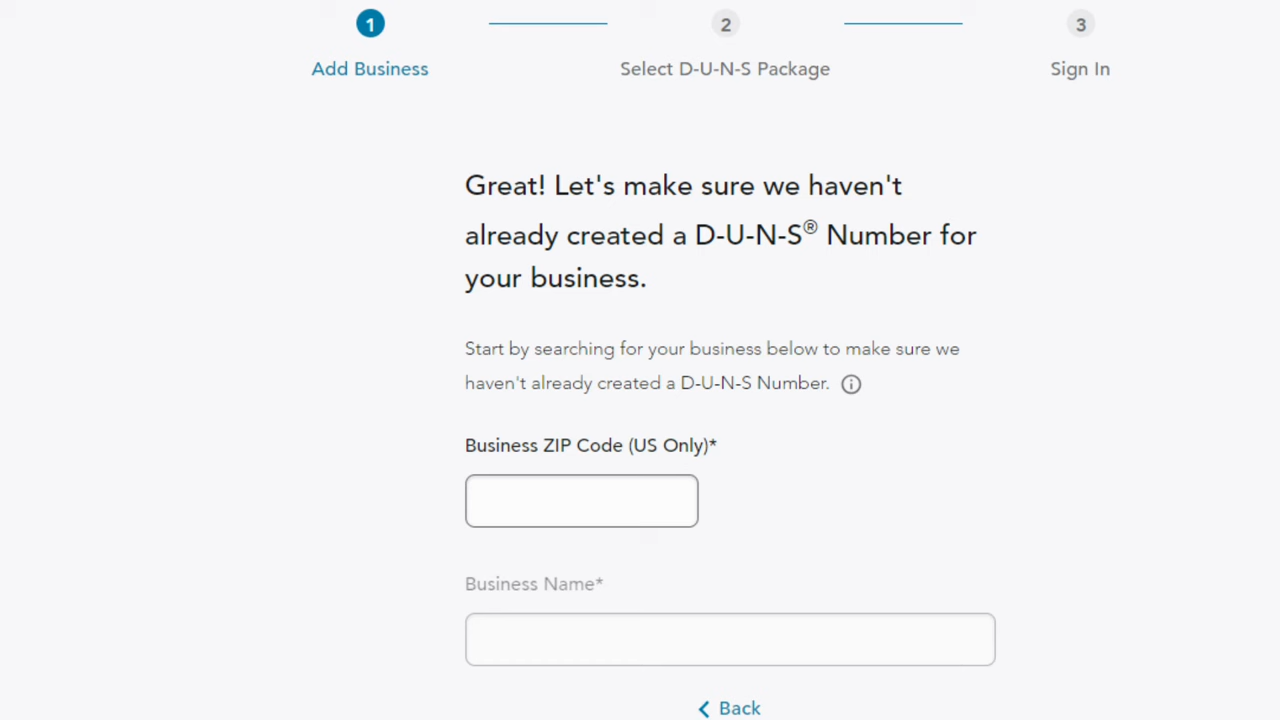 1 2 3
Add Business Select D-U-N-S Package Sign In
Great! Let's make sure we haven't
already created a D-U-N-S® Number for
your business.
Start by searching for your business below to make sure we
haven't already created a D-U-N-S Number.
Business ZIP Code (US Only)*
Business Name*
Back